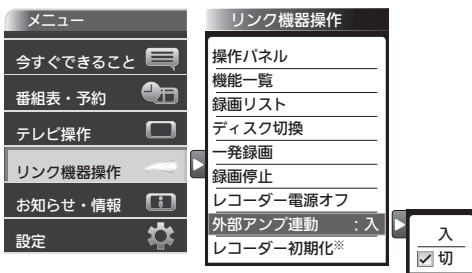 メニュー
今すぐできること
番組表・予約
テレビ操作
リンク機器操作
お知らせ・情報
設定
リンク機器操作
操作パネル
機能一覧
録画リスト
ディスク切換
一発録画
録画停止
レコーダー電源オフ
外部アンプ連動 :入
レコーダー初期化※
入
切